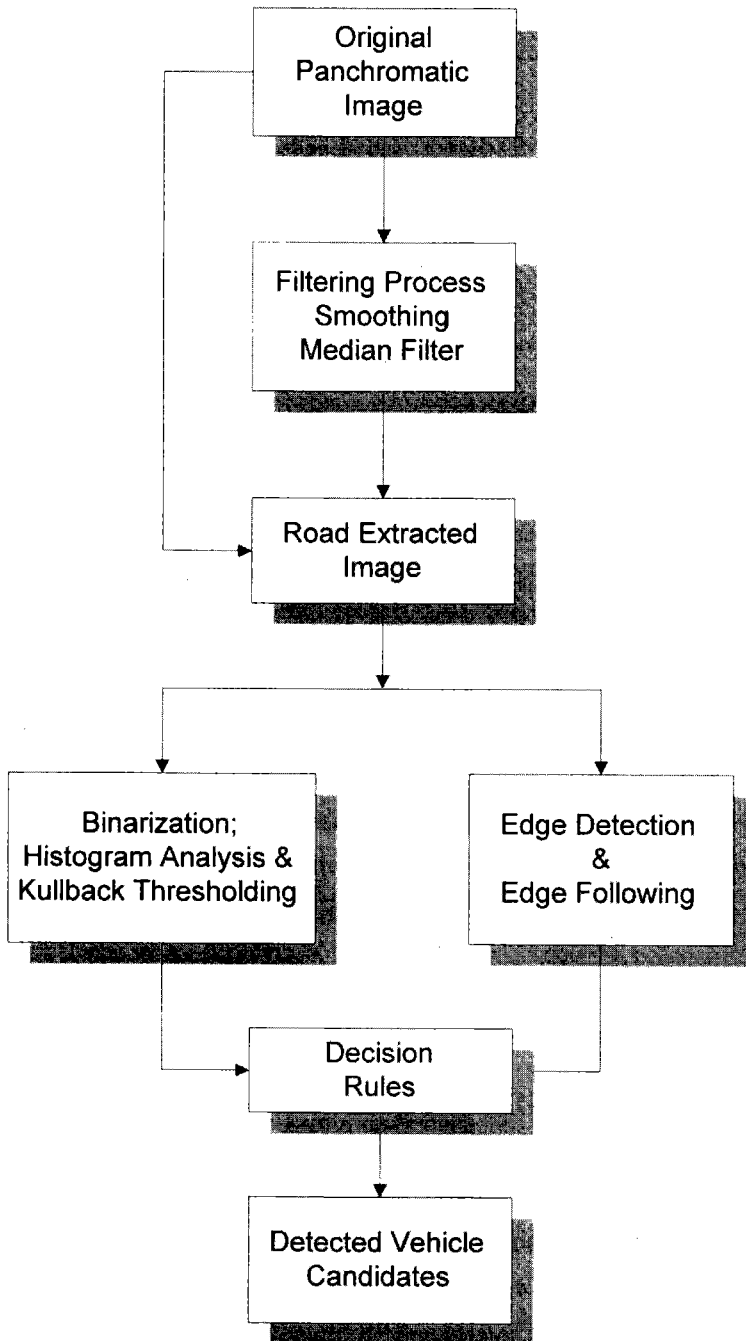 Original
Panchromatic
Image
Filtering Process
Smoothing
Median Filter
Road Extracted
Image
Binarization;
Histogram Analysis &
Kullback Thresholding
Edge Detection
&
Edge Following
Decision
Rules
Detected Vehicle
Candidates